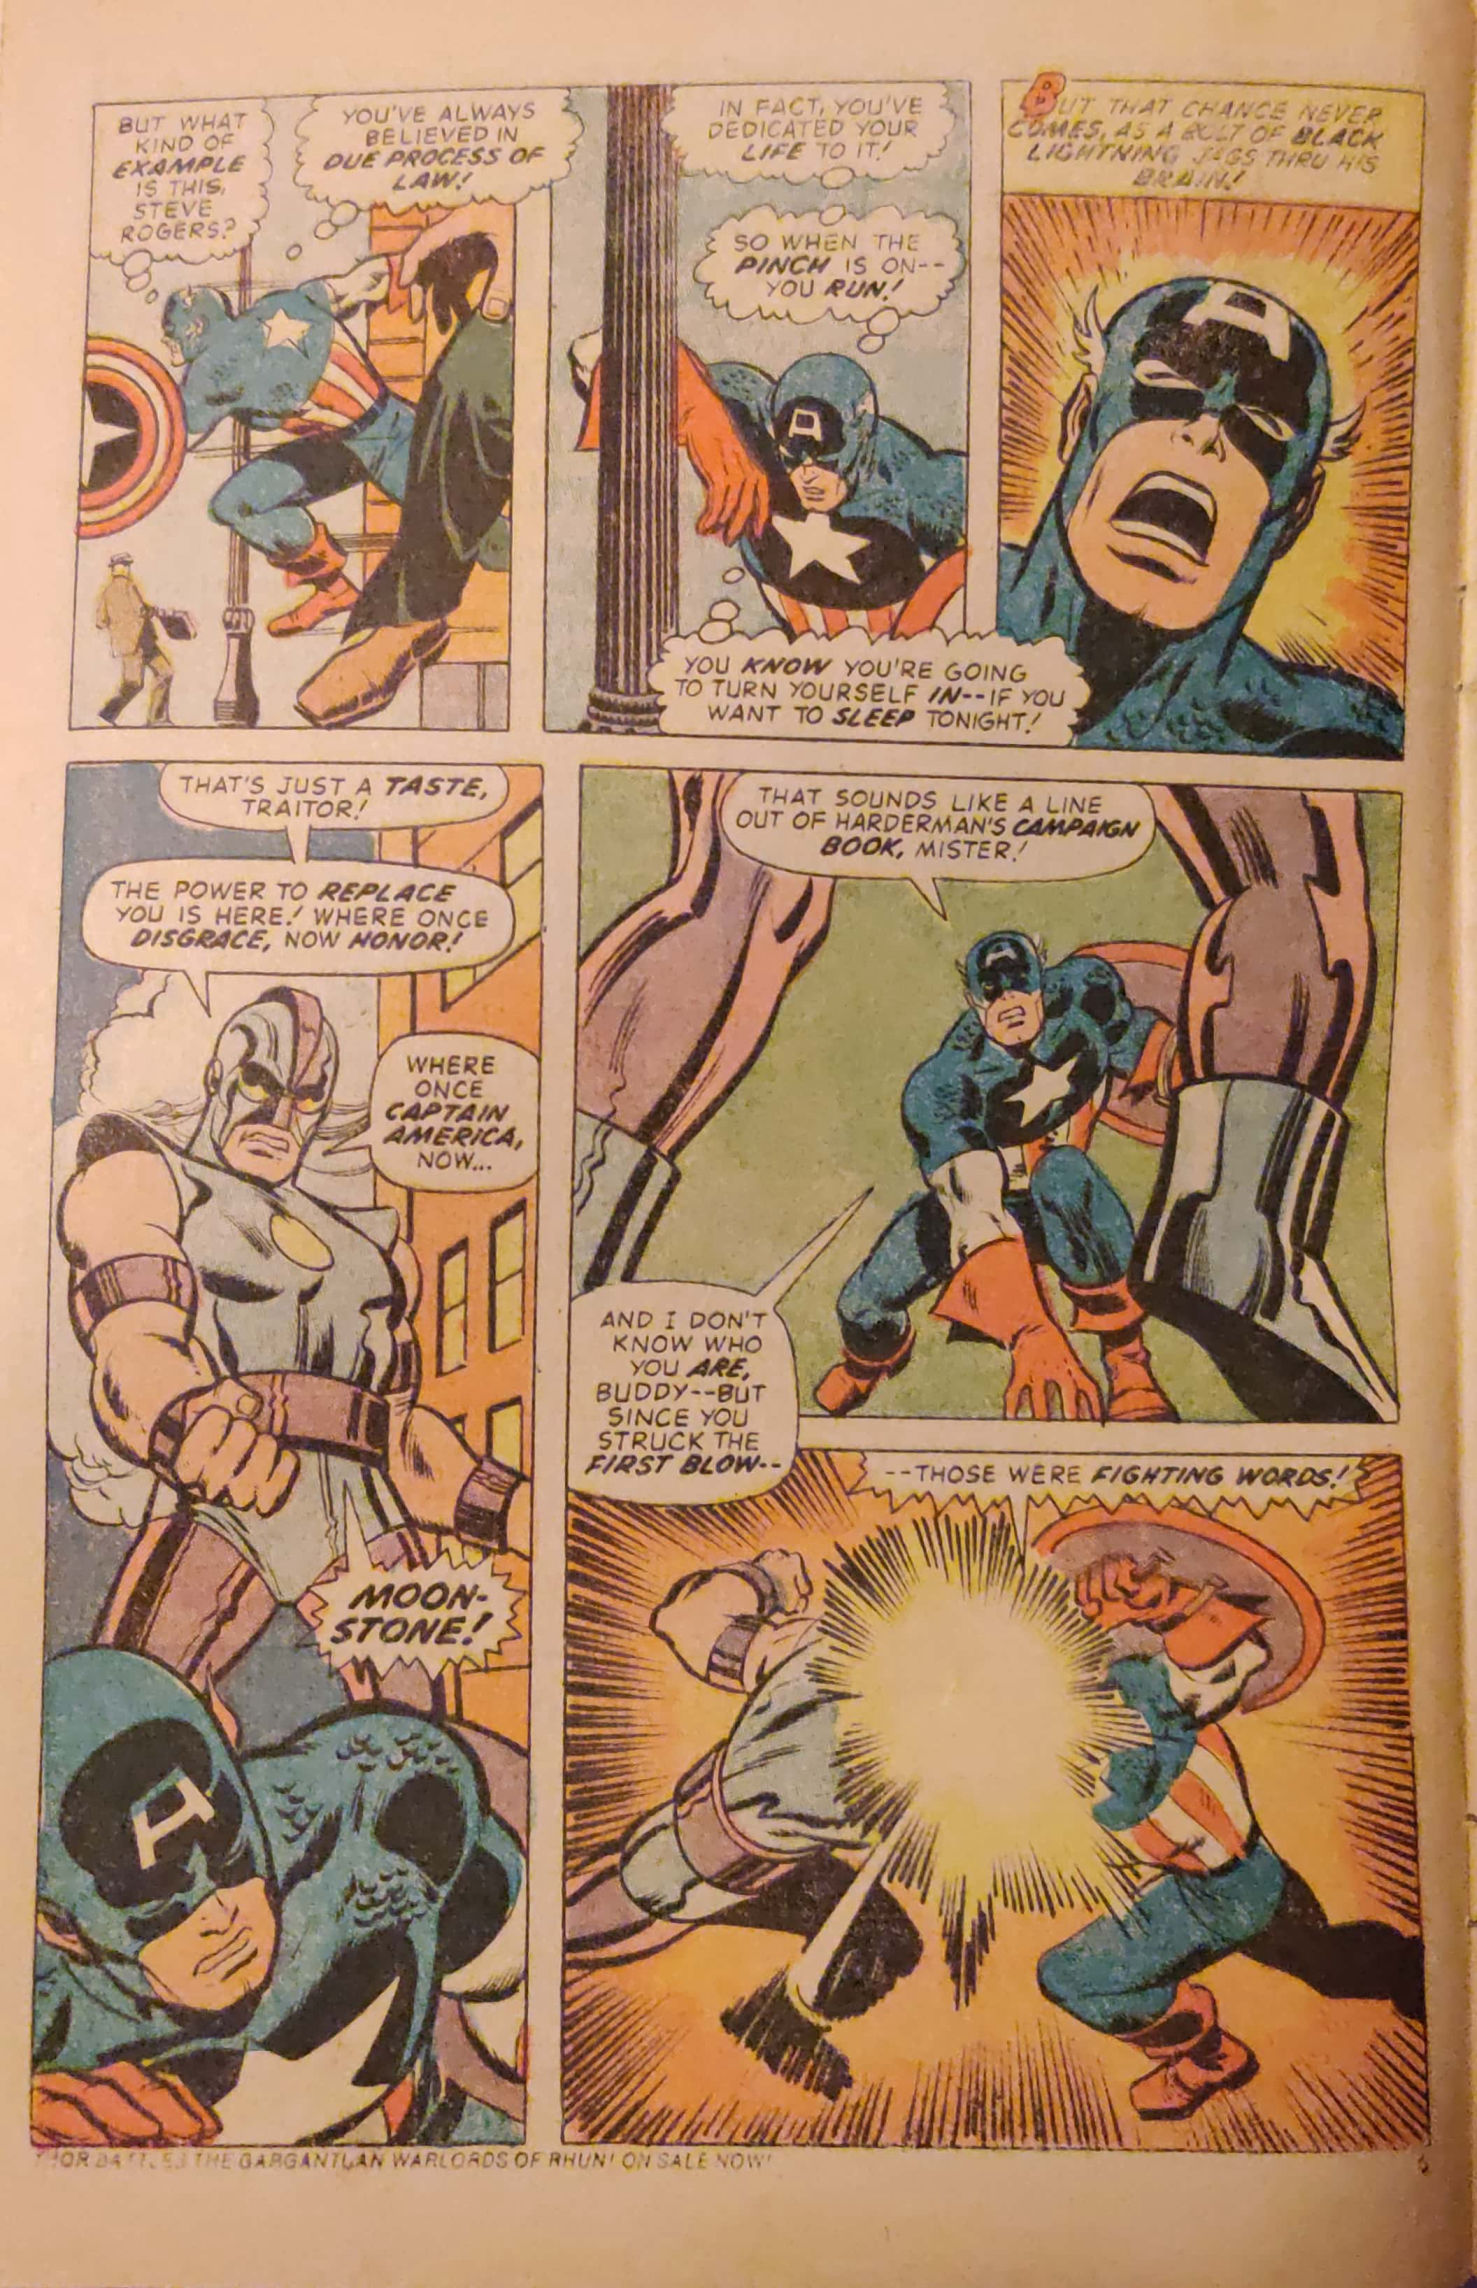 BUT WHAT
KIND OF
EXAMPLE
IS THIS,
STEVE
ROGERS?
YOU'VE ALWAYS
BELIEVED IN
DUE PROCESS OF
LAW!
IN FACT, YOU'VE
DEDICATED YOUR
LIFE TO IT!
SO WHEN THE
PINCH IS ON--
YOU RUN!
YOU KNOW YOU'RE GOING
TO TURN YOURSELF IN--IF YOU
WANT TO SLEEP TONIGHT!
BUT THAT CHANCE NEVER
COMES, AS A BOLT OF BLACK
LIGHTNING JAGS THRU HIS
BRAIN!
A
A
THAT'S JUST A TASTE,
TRAITOR!
THE POWER TO REPLACE
YOU IS HERE! WHERE ONCE
DISGRACE, NOW HONOR!
WHERE
ONCE
CAPTAIN
AMERICA,
NOW...
MOON-
STONE!
A
THAT SOUNDS LIKE A LINE
OUT OF HARDERMAN'S CAMPAIGN
BOOK, MISTER!
A
AND I DON'T
KNOW WHO
YOU ARE,
BUDDY--BUT
SINCE YOU
STRUCK THE
FIRST BLOW--
--THOSE WERE FIGHTING WORDS!
THOR BATTLES THE GARGANTUAN WARLORDS OF RHUN! ON SALE NOW!